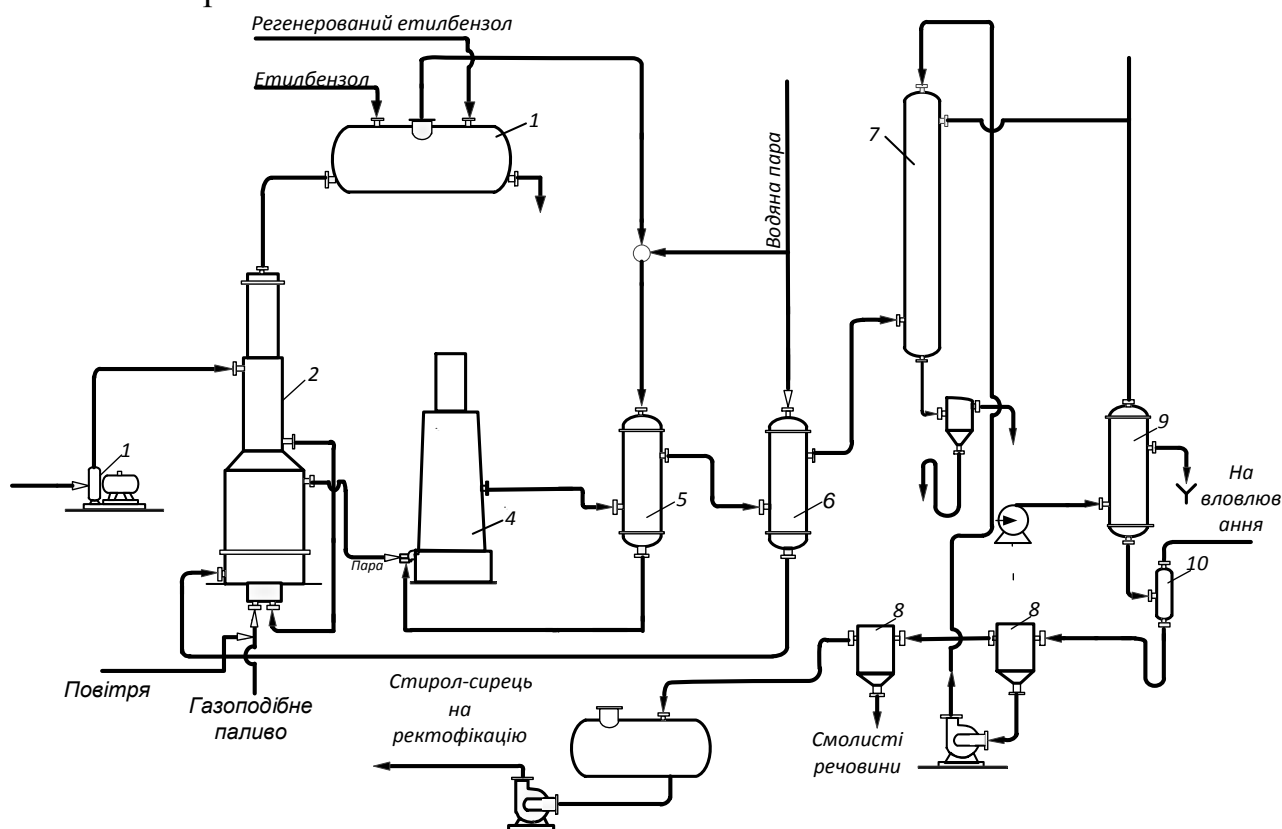 Регенерований етилбензол
Етилбензол
1
7
Водяна пара
2
1
9
На
вловлюв
ання
4
5
6
Пара
10
8
8
Повітря
Газоподібне
паливо
Стирол-сирець
на
ректофікацію
Смолисті
речовини